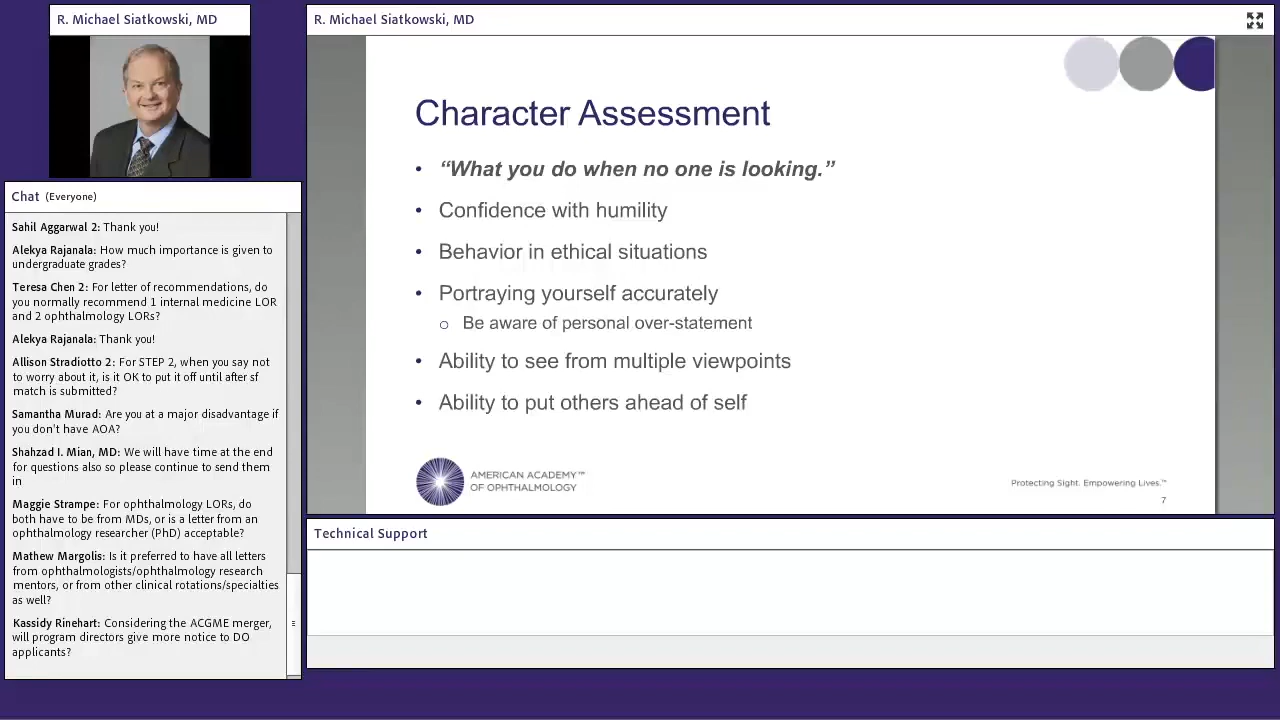 R. Michael Siatkowski, MD
Chat (Everyone)
Sahil Aggarwal 2: Thank you!
Alekya Rajanala: How much importance is given to
undergraduate grades?
Teresa Chen 2: For letter of recommendations, do
you normally recommend 1 internal medicine LOR
and 2 ophthalmology LORs?
Alekya Rajanala: Thank you!
Allison Stradiotto 2: For STEP 2, when you say not
to worry about it, is it OK to put it off until after sf
match is submitted?
Samantha Murad: Are you at a major disadvantage if
you don't have AOA?
Shahzad I. Mian, MD: We will have time at the end
for questions also so please continue to send them
in
Maggie Strampe: For ophthalmology LORs, do
both have to be from MDs, or is a letter from an
ophthalmology researcher (PhD) acceptable?
Mathew Margolis: Is it preferred to have all letters
from ophthalmologists/ophthalmology research
mentors, or from other clinical rotations/specialties
as well?
Kassidy Rinehart: Considering the ACGME merger,
will program directors give more notice to DO
applicants?
R. Michael Siatkowski, MD
Character Assessment
• “What you do when no one is looking.”
• Confidence with humility
• Behavior in ethical situations
• Portraying yourself accurately
o Be aware of personal over-statement
• Ability to see from multiple viewpoints
• Ability to put others ahead of self
AMERICAN ACADEMY™
OF OPHTHALMOLOGY
Protecting Sight. Empowering Lives.™
7
Technical Support